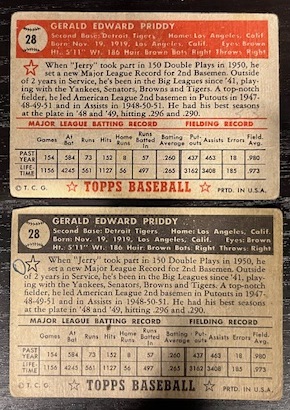 28
GERALD EDWARD PRIDDY
Second Base: Detroit Tigers Home: Los Angeles, Calif.
Born: Nov. 19, 1919, Los Angeles, Calif. Eyes: Brown
Ht. 5'11" Wt. 186 Hair Brown Bats: Right Throws: Right
When "Jerry" took part in 150 Double Plays in 1950, he
set a new Major League Record for 2nd Basemen. Outside
of 2 years in Service, he's been in the Big Leagues since '41, play-
ing with the Yankees, Senators, Browns and Tigers. A top-notch
fielder, he led American League 2nd basemen in Putouts in 1947-
48-49-51 and in Assists in 1948-50-51. He had his best seasons
at the plate in '48 and '49, hitting .296 and .290.
MAJOR LEAGUE BATTING RECORD FIELDING RECORD
Games At Bat Runs Hits Home Runs Runs Batted In Batting Average Put-outs Assists Errors Field. Avg.
PAST YEAR 154 584 73 152 8 57 .260 437 463 18 .980
LIFE-TIME 1156 4245 561 1127
© T.C.G. TOPPS BASEBALL PRTD. IN U.S.A.
28
GERALD EDWARD PRIDDY
Second Base: Detroit Tigers Home: Los Angeles, Calif.
Born: Nov. 19, 1919, Los Angeles, Calif. Eyes: Brown
Ht. 5'11" Wt. 186 Hair Brown Bats: Right Throws: Right
When "Jerry" took part in 150 Double Plays in 1950, he
set a new Major League Record for 2nd Basemen. Outside
of 2 years in Service, he's been in the Big Leagues since '41, play-
ing with the Yankees, Senators, Browns and Tigers. A top-notch
fielder, he led American League 2nd basemen in Putouts in 1947-
48-49-51 and in Assists in 1948-50-51. He had his best seasons
at the plate in '48 and '49, hitting .296 and .290.
MAJOR LEAGUE BATTING RECORD FIELDING RECORD
Games At Bat Runs Hits Home Runs Runs Batted In Batting Average Put-outs Assists Errors Field. Avg.
PAST YEAR 154 584 73 152 8 57 .260 437 463 18 .980
LIFE-TIME 1156 4245 561 1127
© T.C.G. TOPPS BASEBALL PRTD. IN U.S.A.